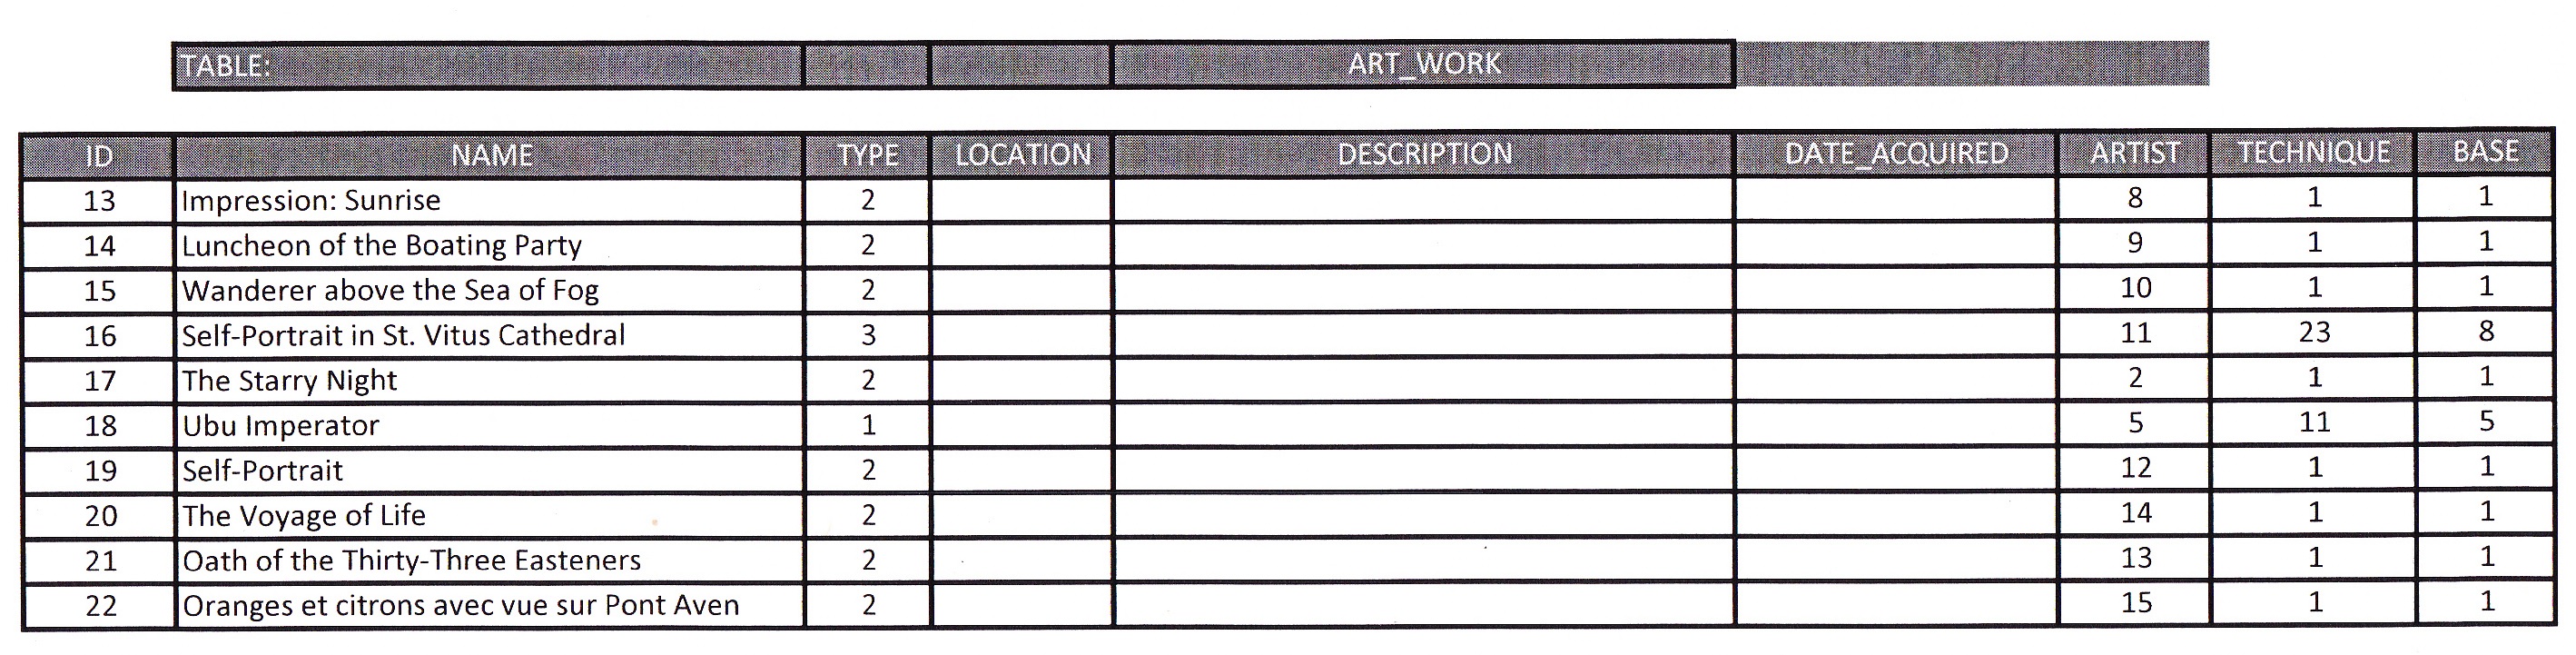 TABLE: ART_WORK
ID NAME TYPE LOCATION DESCRIPTION DATE_ACQUIRED ARTIST TECHNIQUE BASE
13 Impression: Sunrise 2 8 1 1
14 Luncheon of the Boating Party 2 9 1 1
15 Wanderer above the Sea of Fog 2 10 1 1
16 Self-Portrait in St. Vitus Cathedral 3 11 23 8
17 The Starry Night 2 2 1 1
18 Ubu Imperator 1 5 11 5
19 Self-Portrait 2 12 1 1
20 The Voyage of Life 2 14 1 1
21 Oath of the Thirty-Three Easteners 2 13 1 1
22 Oranges et citrons avec vue sur Pont Aven 2 15 1 1